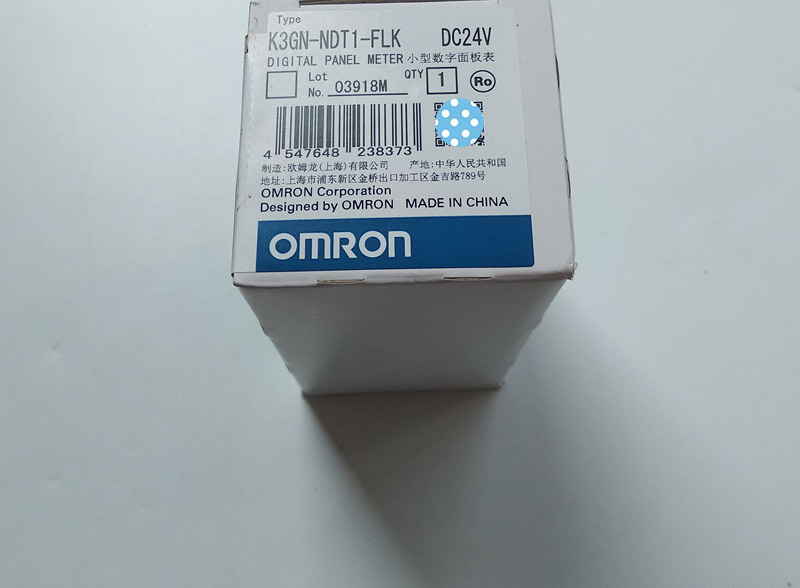 Type
K3GN-NDT1-FLK DC24V
DIGITAL PANEL METER 小型数字面板表
Lot No. 03918M QTY 1 Ro
4 547648 238373
制造:欧姆龙(上海)有限公司 产地:中华人民共和国
地址:上海市浦东新区金桥出口加工区金吉路789号
OMRON Corporation
Designed by OMRON MADE IN CHINA
OMRON